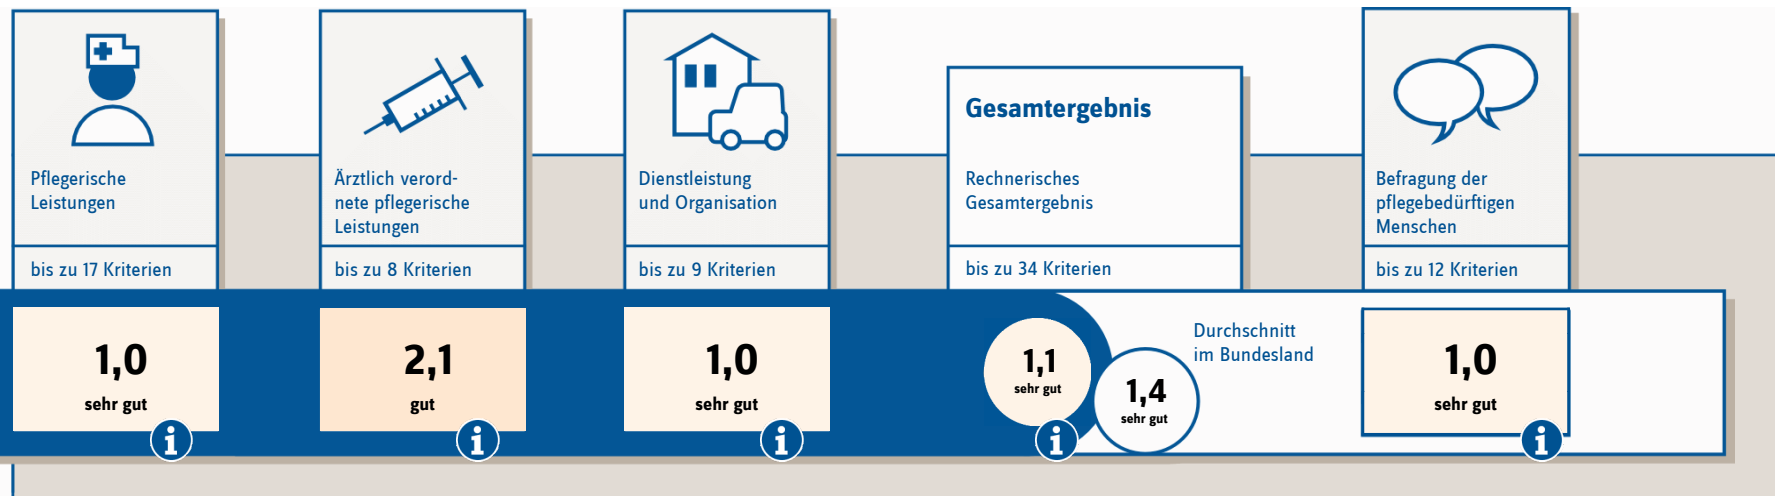 Pflegerische
Leistungen
bis zu 17 Kriterien
1,0
sehr gut
i
Ärztlich verord-
nete pflegerische
Leistungen
bis zu 8 Kriterien
2,1
gut
i
Dienstleistung
und Organisation
bis zu 9 Kriterien
1,0
sehr gut
i
Gesamtergebnis
Rechnerisches
Gesamtergebnis
bis zu 34 Kriterien
1,1
sehr gut
i
1,4
sehr gut
Durchschnitt
im Bundesland
Befragung der
pflegebedürftigen
Menschen
bis zu 12 Kriterien
1,0
sehr gut
i